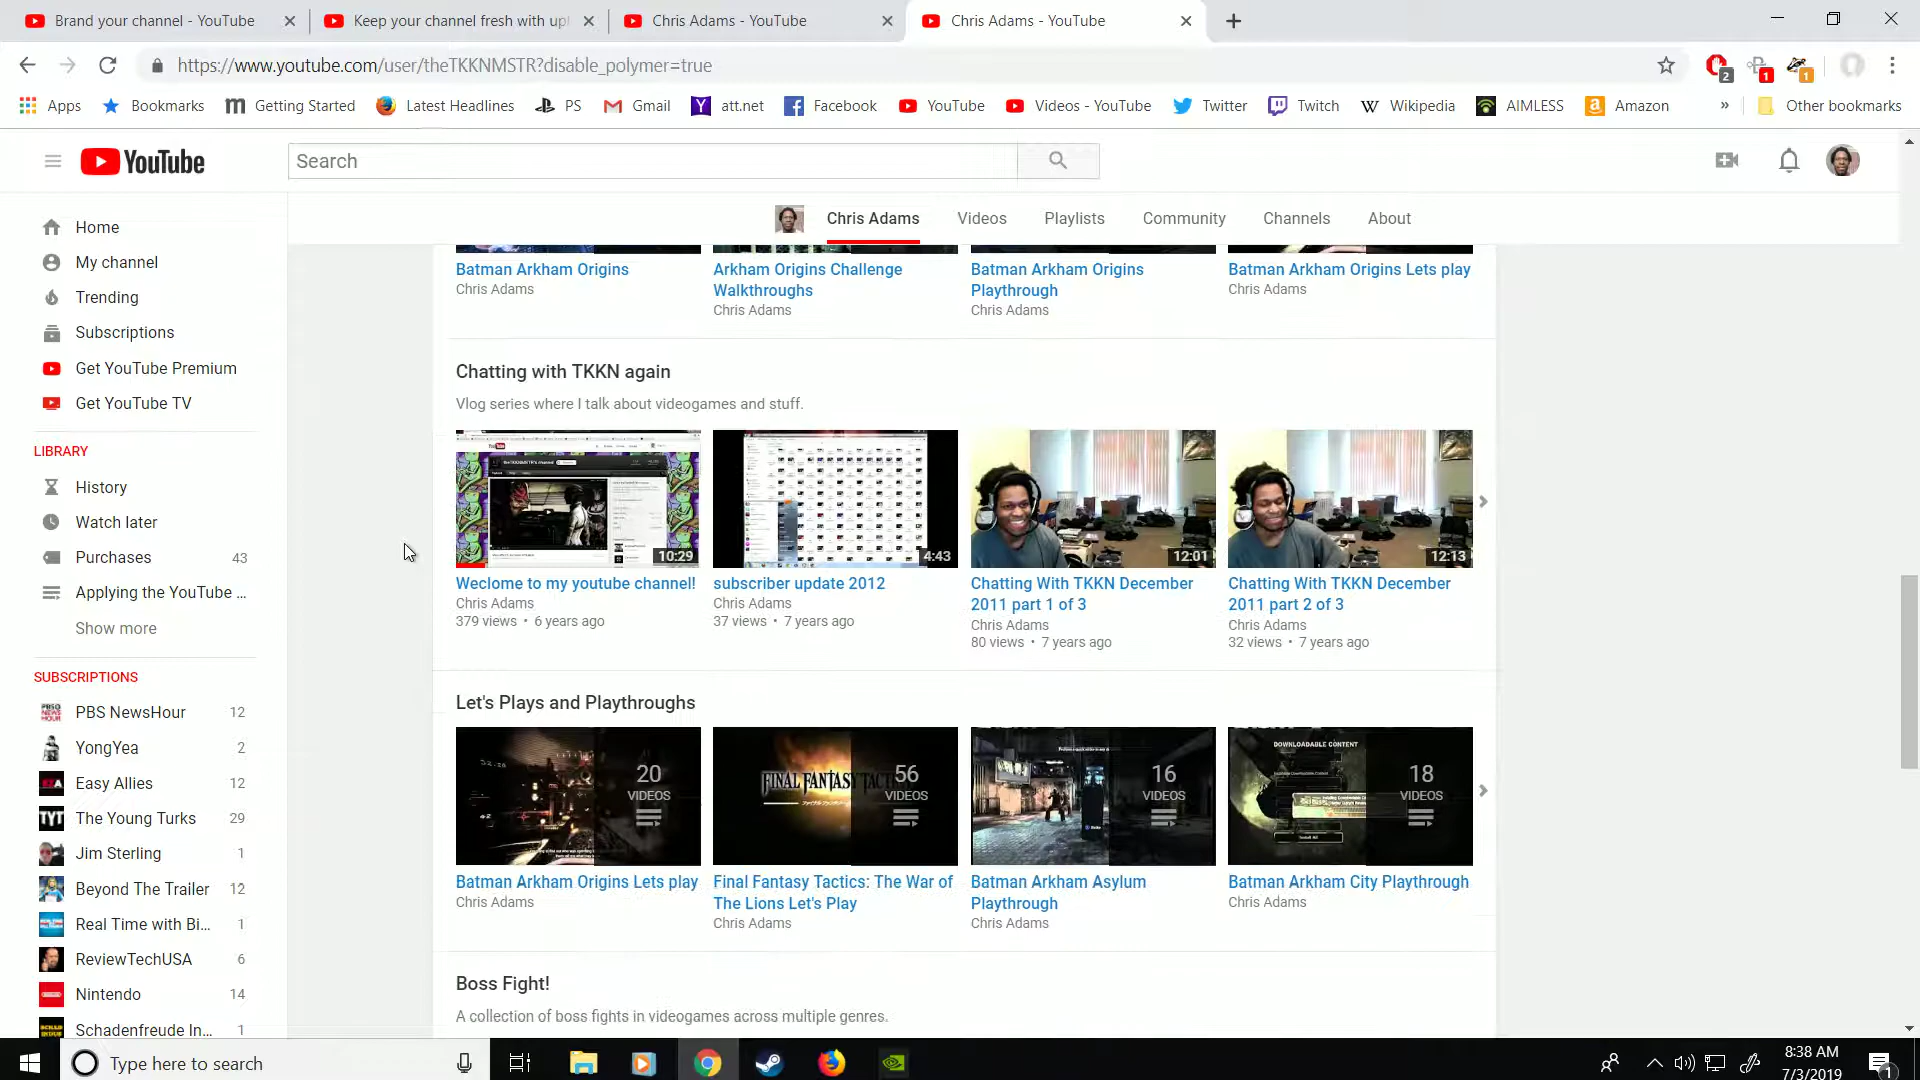 Brand your channel - YouTube
Keep your channel fresh with upl
Chris Adams - YouTube
Chris Adams - YouTube
https://www.youtube.com/user/theTKKNMSTR?disable_polymer=true
2
1
1
Apps
Bookmarks
Getting Started
Latest Headlines
PS
Gmail
att.net
Facebook
YouTube
Videos - YouTube
Twitter
Twitch
Wikipedia
AIMLESS
Amazon
»
Other bookmarks
YouTube
Search
Chris Adams
Videos
Playlists
Community
Channels
About
Home
My channel
Trending
Subscriptions
Get YouTube Premium
Get YouTube TV
LIBRARY
History
Watch later
Purchases 43
Applying the YouTube ...
Show more
SUBSCRIPTIONS
PBS NewsHour 12
YongYea 2
Easy Allies 12
The Young Turks 29
Jim Sterling 1
Beyond The Trailer 12
Real Time with Bi... 1
ReviewTechUSA 6
Nintendo 14
Schadenfreude In... 1
Batman Arkham Origins
Chris Adams
Arkham Origins Challenge
Walkthroughs
Chris Adams
Batman Arkham Origins
Playthrough
Chris Adams
Batman Arkham Origins Lets play
Chris Adams
Chatting with TKKN again
Vlog series where I talk about videogames and stuff.
10:29
Weclome to my youtube channel!
Chris Adams
379 views • 6 years ago
4:43
subscriber update 2012
Chris Adams
37 views • 7 years ago
12:01
Chatting With TKKN December
2011 part 1 of 3
Chris Adams
80 views • 7 years ago
12:13
Chatting With TKKN December
2011 part 2 of 3
Chris Adams
32 views • 7 years ago
Let's Plays and Playthroughs
20
VIDEOS
Batman Arkham Origins Lets play
Chris Adams
FINAL FANTASY TACTICS
56
VIDEOS
Final Fantasy Tactics: The War of
The Lions Let's Play
Chris Adams
16
VIDEOS
Batman Arkham Asylum
Playthrough
Chris Adams
DOWNLOADABLE CONTENT
18
VIDEOS
Batman Arkham City Playthrough
Chris Adams
Boss Fight!
A collection of boss fights in videogames across multiple genres.
Type here to search
8:38 AM
7/3/2019
1